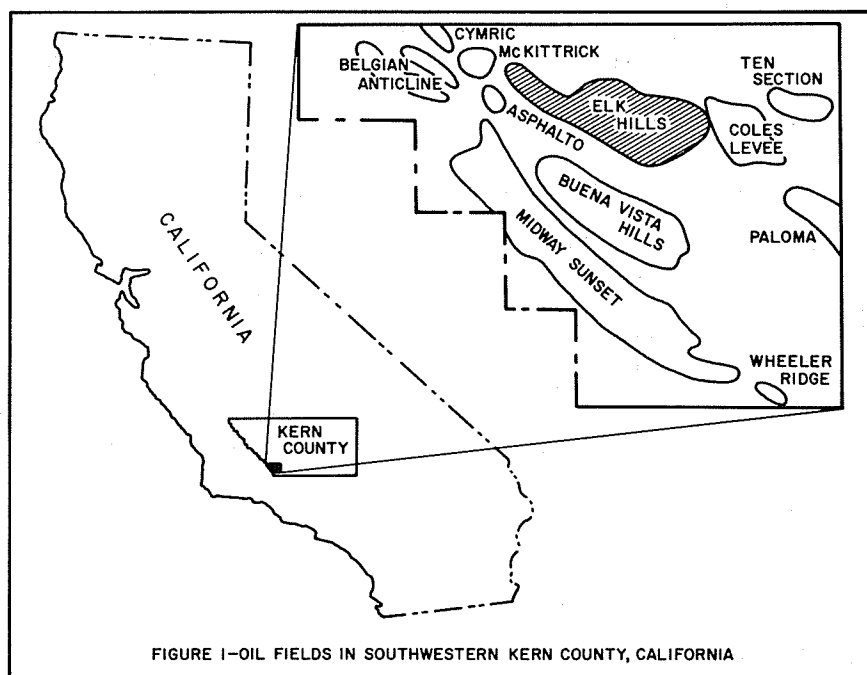 CYMRIC
McKITTRICK
BELGIAN
ANTICLINE
TEN
SECTION
ELK
HILLS
ASPHALTO
COLES
LEVEE
BUENA VISTA
HILLS
MIDWAY SUNSET
PALOMA
WHEELER
RIDGE
CALIFORNIA
KERN
COUNTY
FIGURE 1-OIL FIELDS IN SOUTHWESTERN KERN COUNTY, CALIFORNIA